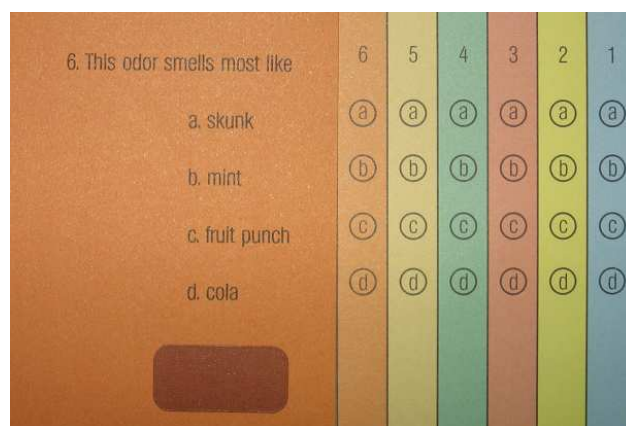 6. This odor smells most like 6 5 4 3 2 1
a. skunk a a a a a a
b. mint b b b b b b
c. fruit punch c c c c c c
d. cola d d d d d d